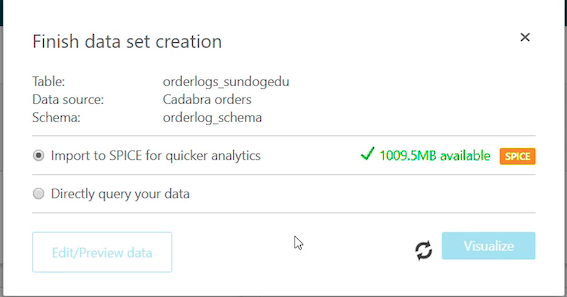 Finish data set creation
Table: orderlogs_sundogedu
Data source: Cadabra orders
Schema: orderlog_schema
Import to SPICE for quicker analytics 1009.5MB available SPICE
Directly query your data
Edit/Preview data Visualize